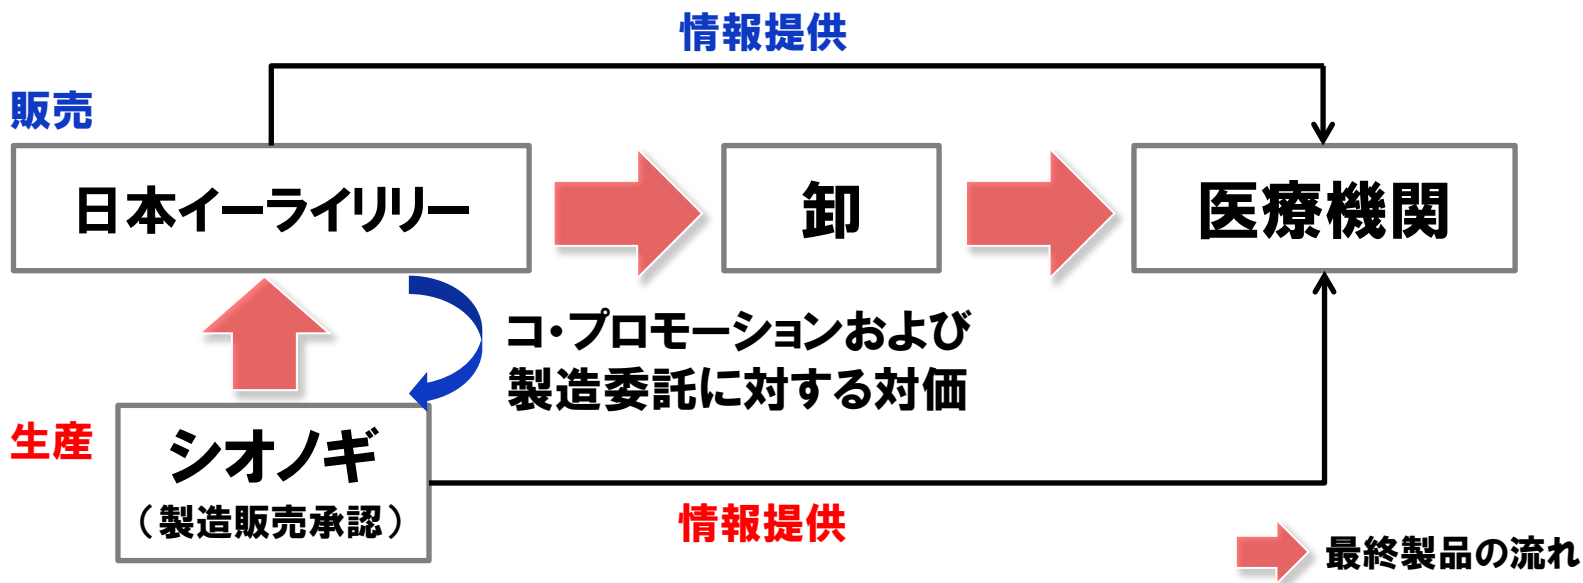 情報提供
販売
日本イーライリリー
卸
医療機関
コ・プロモーションおよび
製造委託に対する対価
生産
シオノギ
（製造販売承認）
情報提供
最終製品の流れ